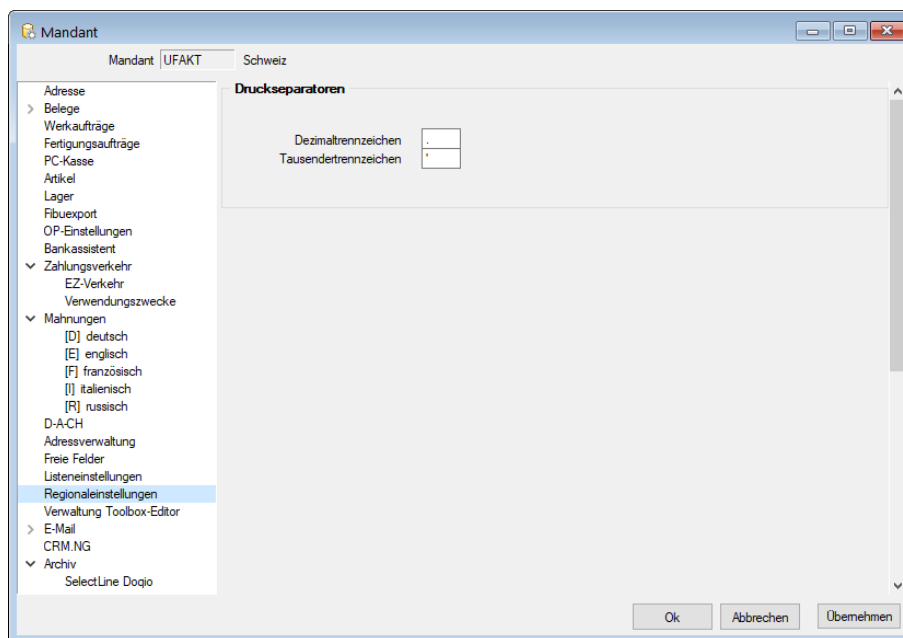 Mandant
Mandant UFAKT Schweiz
Adresse
Belege
Werkaufträge
Fertigungsaufträge
PC-Kasse
Artikel
Lager
Fibuexport
OP-Einstellungen
Bankassistent
Zahlungsverkehr
EZ-Verkehr
Verwendungszwecke
Mahnungen
[D] deutsch
[E] englisch
[F] französisch
[I] italienisch
[R] russisch
D-A-CH
Adressverwaltung
Freie Felder
Listeneinstellungen
Regionaleinstellungen
Verwaltung Toolbox-Editor
E-Mail
CRM.NG
Archiv
SelectLine Doqio
Druckseparatoren
Dezimaltrennzeichen .
Tausendertrennzeichen '
Ok Abbrechen Übernehmen